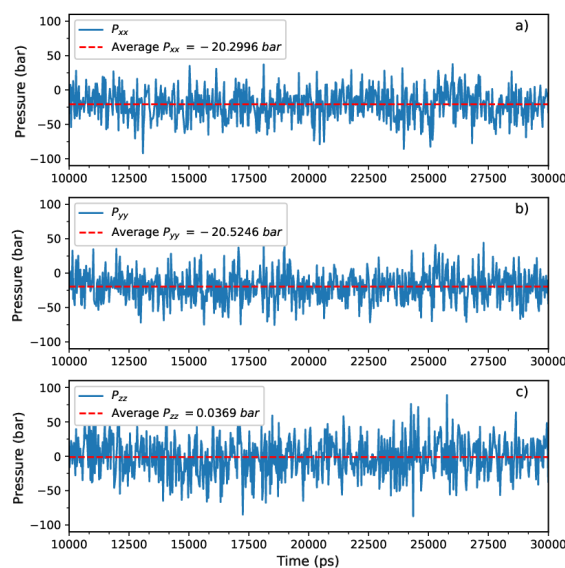 a)
P_xx
Average P_xx = − 20.2996 bar
Pressure (bar)
100
50
0
−50
−100
10000 12500 15000 17500 20000 22500 25000 27500 30000
b)
P_yy
Average P_yy = − 20.5246 bar
Pressure (bar)
100
50
0
−50
−100
10000 12500 15000 17500 20000 22500 25000 27500 30000
c)
P_zz
Average P_zz = 0.0369 bar
Pressure (bar)
100
50
0
−50
−100
10000 12500 15000 17500 20000 22500 25000 27500 30000
Time (ps)